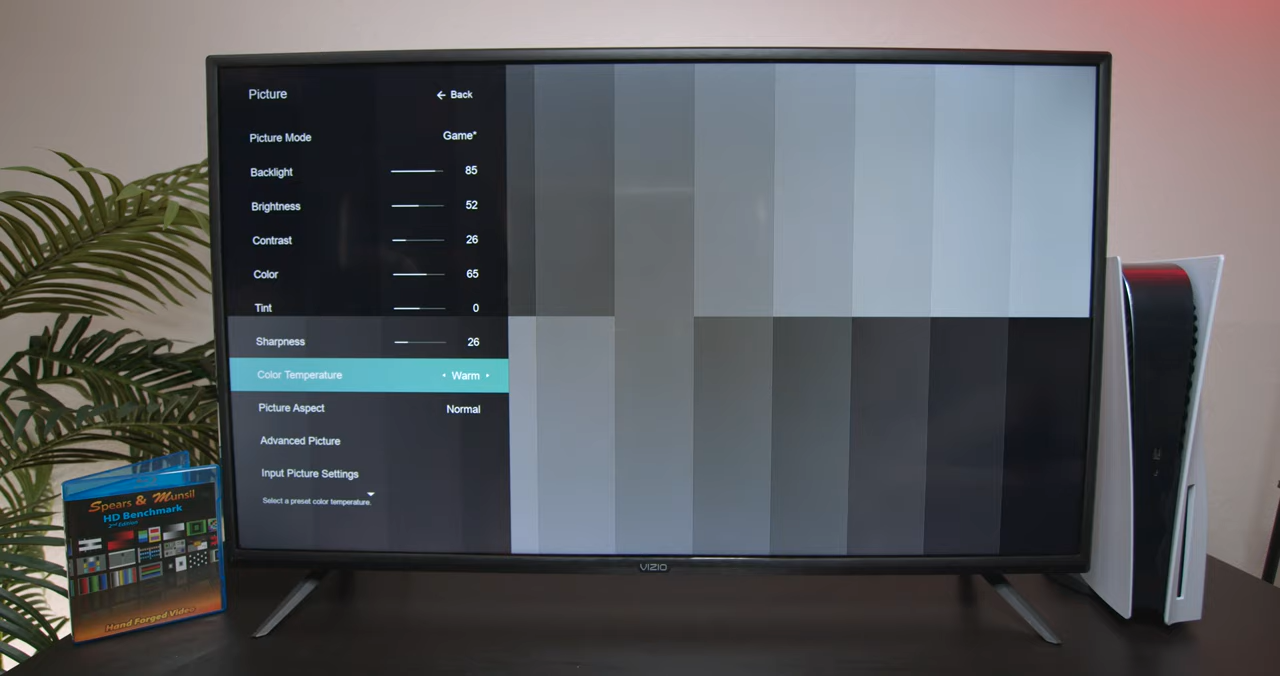 Picture
← Back
Picture Mode Game*
Backlight 85
Brightness 52
Contrast 26
Color 65
Tint 0
Sharpness 26
Color Temperature Warm
Picture Aspect Normal
Advanced Picture
Input Picture Settings
Select a preset color temperature.
VIZIO
Spears & Munsil
HD Benchmark
2nd Edition
Hand Forged Video